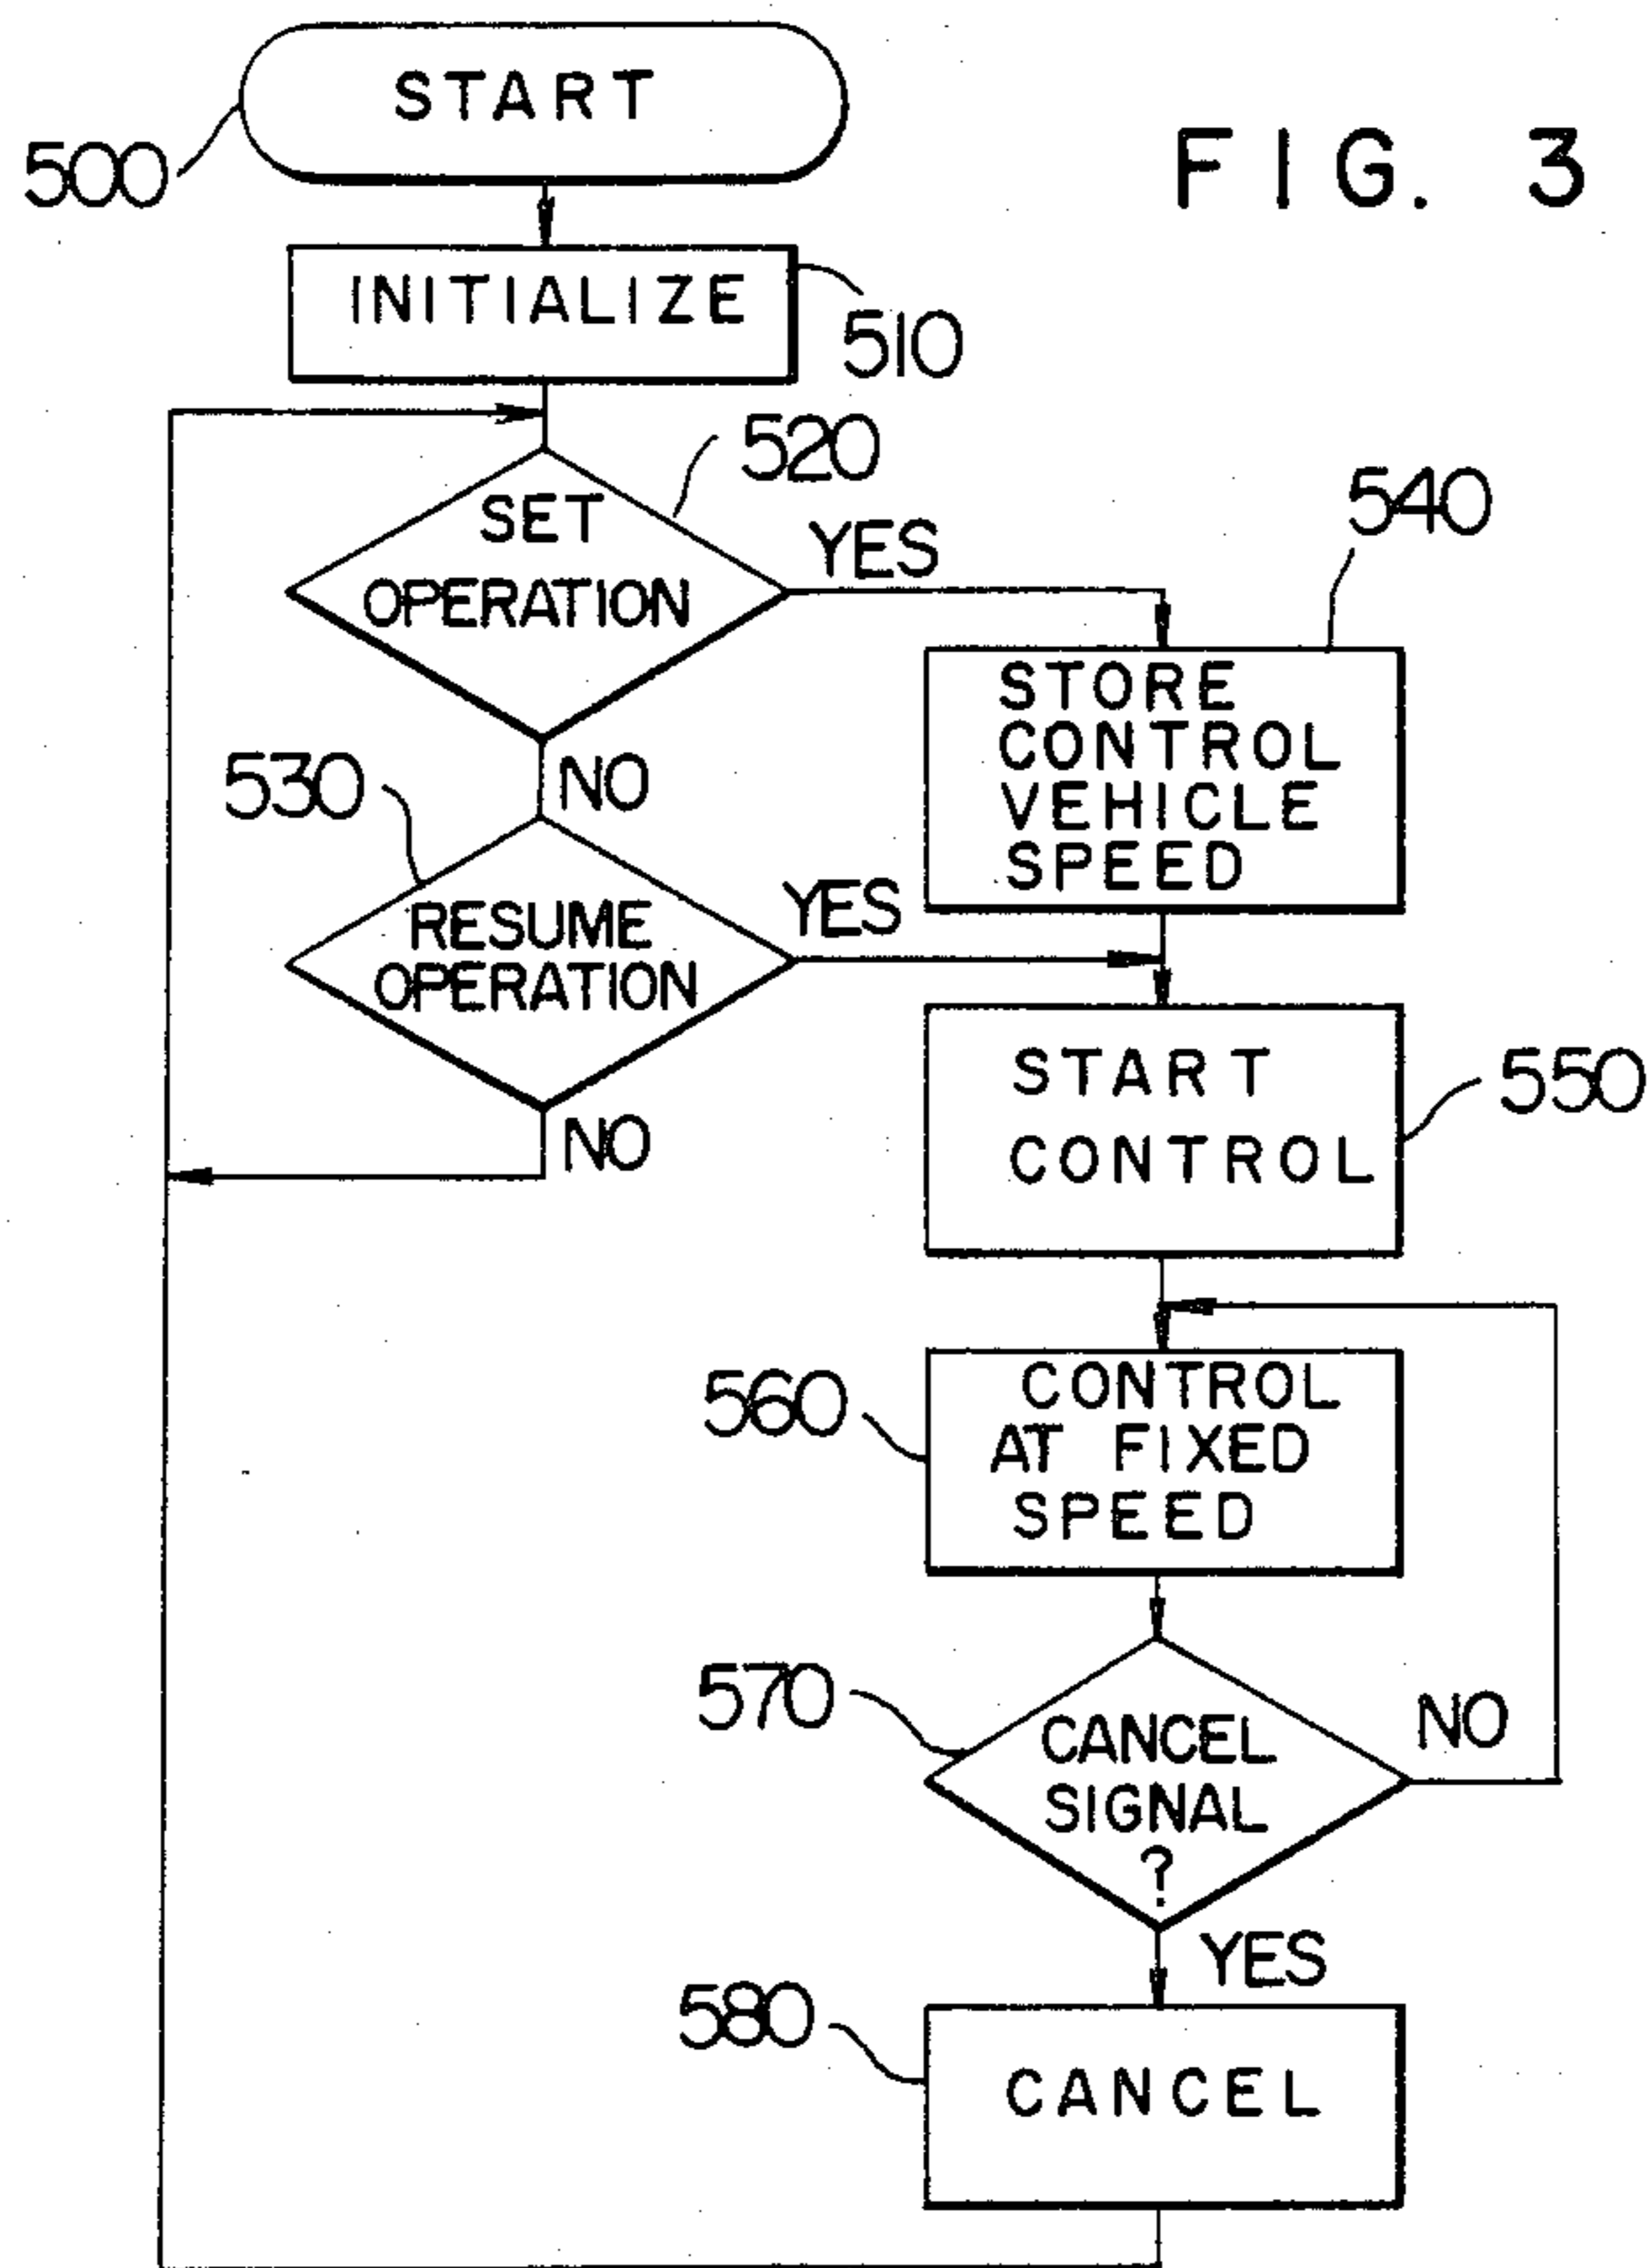 START
500
FIG. 3
INITIALIZE
510
520
SET
OPERATION
YES
540
STORE
CONTROL
VEHICLE
SPEED
530
NO
RESUME
OPERATION
YES
START
CONTROL
550
NO
CONTROL
AT FIXED
SPEED
560
570
CANCEL
SIGNAL
?
NO
YES
580
CANCEL